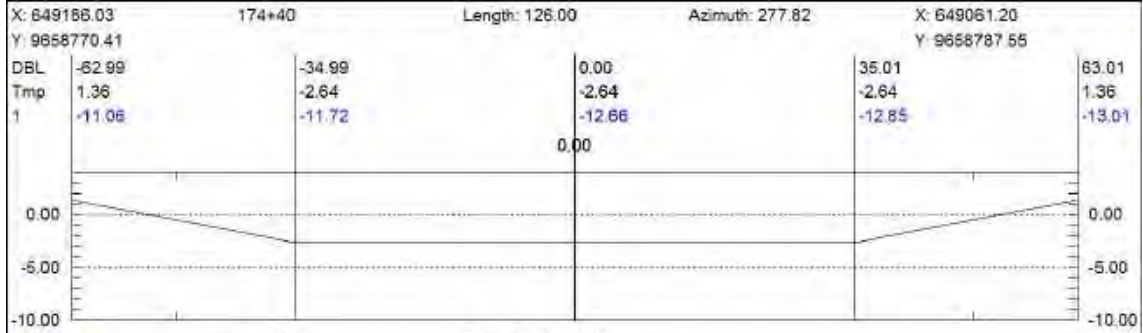 X: 649186.03 174+40 Length: 126.00 Azimuth: 277.82 X: 649061.20
Y: 9658770.41 Y: 9658787.55
DBL -62.99 -34.99 0.00 35.01 63.01
Tmp 1.36 -2.64 -2.64 -2.64 1.36
1 -11.06 -11.72 -12.66 -12.85 -13.01
0.00
0.00 0.00
-5.00 -5.00
-10.00 -10.00